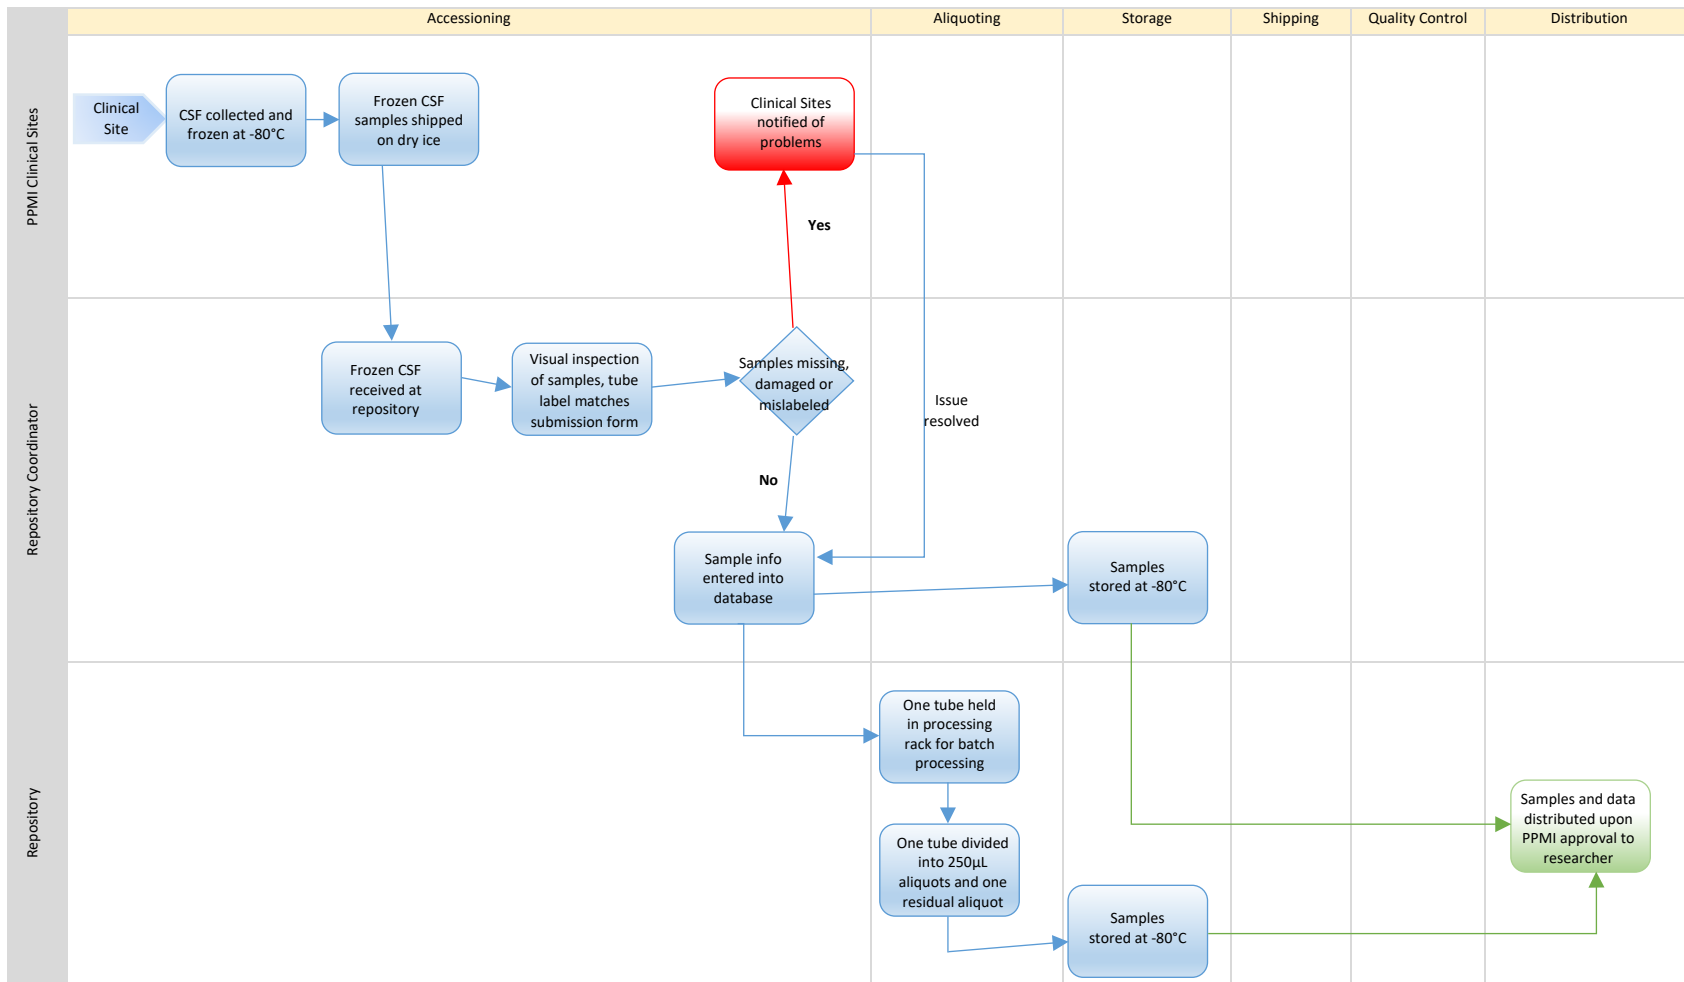 Accessioning
Aliquoting
Storage
Shipping
Quality Control
Distribution
PPMI Clinical Sites
Clinical
Site
CSF collected and
frozen at -80°C
Frozen CSF
samples shipped
on dry ice
Clinical Sites
notified of
problems
Yes
Repository Coordinator
Frozen CSF
received at
repository
Visual inspection
of samples, tube
label matches
submission form
Samples missing,
damaged or
mislabeled
Issue
resolved
No
Sample info
entered into
database
Samples
stored at -80°C
Repository
One tube held
in processing
rack for batch
processing
One tube divided
into 250µL
aliquots and one
residual aliquot
Samples
stored at -80°C
Samples and data
distributed upon
PPMI approval to
researcher